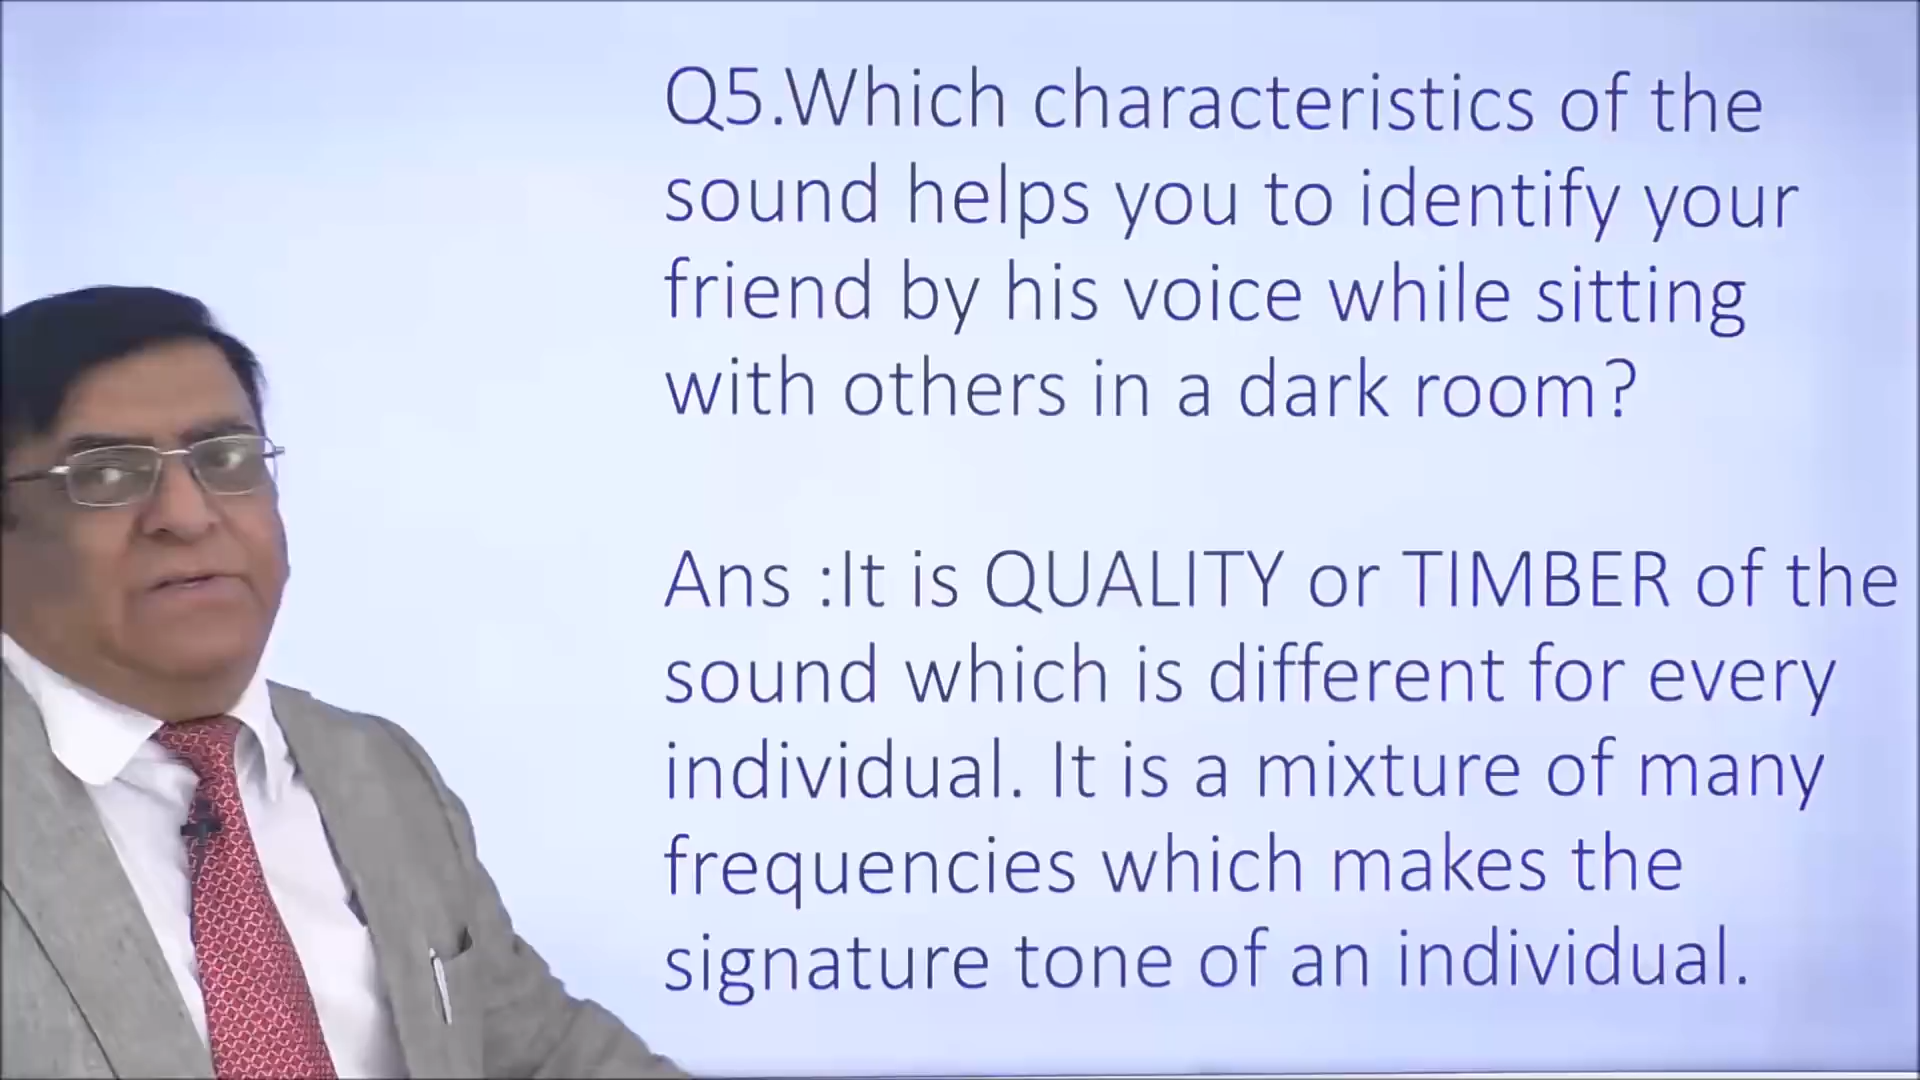 Q5.Which characteristics of the
sound helps you to identify your
friend by his voice while sitting
with others in a dark room?
Ans :It is QUALITY or TIMBER of the
sound which is different for every
individual. It is a mixture of many
frequencies which makes the
signature tone of an individual.